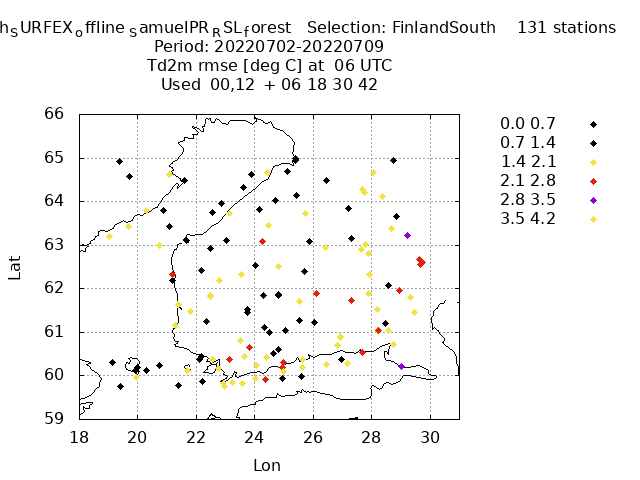 hSURFEXoffline SamuelPRRSLforest Selection: FinlandSouth 131 stations
Period: 20220702-20220709
Td2m rmse [deg C] at 06 UTC
Used 00,12 + 06 18 30 42
0.0 0.7
0.7 1.4
1.4 2.1
2.1 2.8
2.8 3.5
3.5 4.2
66
65
64
63
62
61
60
59
Lat
18 20 22 24 26 28 30
Lon